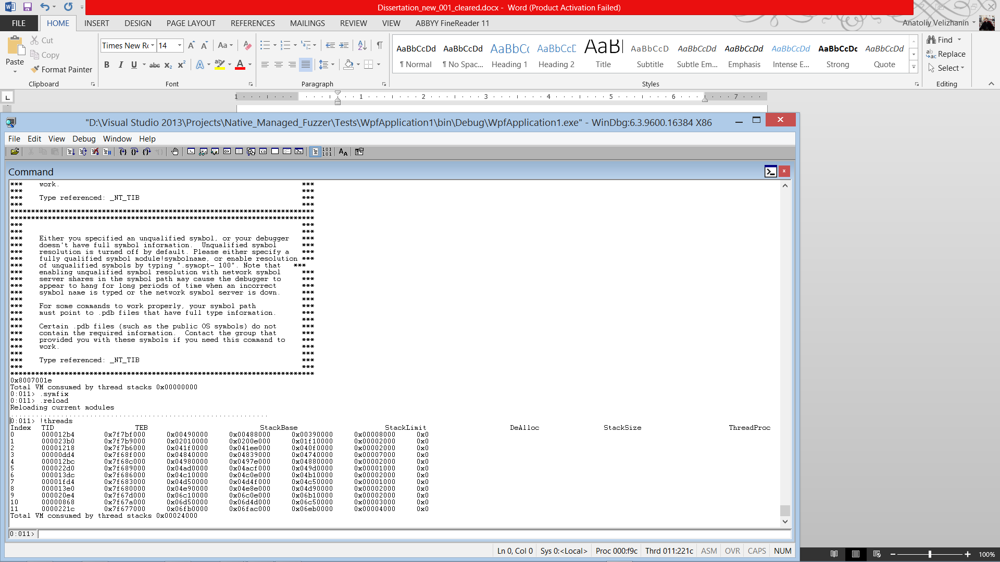 Dissertation_new_001_cleared.docx - Word (Product Activation Failed)
FILE HOME INSERT DESIGN PAGE LAYOUT REFERENCES MAILINGS REVIEW VIEW ABBYY FineReader 11 Anatoliy Velizhanin
Paste Cut Copy Format Painter
Times New Rc 14
AaBbCcDd AaBbCcDd AaBbCc AaBbCcD AaBl AaBbCcD AaBbCcDd AaBbCcDd AaBbCcDd AaBbCcDc AaBbCcDd
¶ Normal ¶ No Spac... Heading 1 Heading 2 Title Subtitle Subtle Em... Emphasis Intense E... Strong Quote
Find Replace Select
Clipboard Font Paragraph Styles Editing
1 1 2 3 4 5 6 7
"D:\Visual Studio 2013\Projects\Native_Managed_Fuzzer\Tests\WpfApplication1\bin\Debug\WpfApplication1.exe" - WinDbg:6.3.9600.16384 X86
File Edit View Debug Window Help
Command
*** work. ***
*** ***
*** Type referenced: _NT_TIB ***
*** ***
*************************************************************************
*************************************************************************
*** ***
*** ***
*** Either you specified an unqualified symbol, or your debugger ***
*** doesn't have full symbol information. Unqualified symbol ***
*** resolution is turned off by default. Please either specify a ***
*** fully qualified symbol module!symbolname, or enable resolution ***
*** of unqualified symbols by typing ".symopt- 100". Note that ***
*** enabling unqualified symbol resolution with network symbol ***
*** server shares in the symbol path may cause the debugger to ***
*** appear to hang for long periods of time when an incorrect ***
*** symbol name is typed or the network symbol server is down. ***
*** ***
*** For some commands to work properly, your symbol path ***
*** must point to .pdb files that have full type information. ***
*** ***
*** Certain .pdb files (such as the public OS symbols) do not ***
*** contain the required information. Contact the group that ***
*** provided you with these symbols if you need this command to ***
*** work. ***
*** ***
*** Type referenced: _NT_TIB ***
*** ***
*************************************************************************
0x8007001e
Total VM consumed by thread stacks 0x00000000
0:011> .symfix
0:011> .reload
Reloading current modules
..............................................................
0:011> !threads
Index TID TEB StackBase StackLimit DeAlloc StackSize ThreadProc
0 000012b4 0x7f7bf000 0x00490000 0x00488000 0x00390000 0x00008000 0x0
1 000023b0 0x7f7b9000 0x02010000 0x0200e000 0x01f10000 0x00002000 0x0
2 00001218 0x7f7b6000 0x041f0000 0x041ee000 0x040f0000 0x00002000 0x0
3 00000dd4 0x7f68f000 0x04840000 0x04839000 0x04740000 0x00007000 0x0
4 000012bc 0x7f68c000 0x04980000 0x0497e000 0x04880000 0x00002000 0x0
5 000022d0 0x7f689000 0x04ad0000 0x04acf000 0x049d0000 0x00001000 0x0
6 000013dc 0x7f686000 0x04c10000 0x04c0e000 0x04b10000 0x00002000 0x0
7 00001fd4 0x7f683000 0x04d50000 0x04d4f000 0x04c50000 0x00001000 0x0
8 000013e0 0x7f680000 0x04e90000 0x04e8e000 0x04d90000 0x00002000 0x0
9 000020e4 0x7f67d000 0x06c10000 0x06c0e000 0x06b10000 0x00002000 0x0
10 00000868 0x7f67a000 0x06d50000 0x06d4d000 0x06c50000 0x00003000 0x0
11 0000221c 0x7f677000 0x06fb0000 0x06fac000 0x06eb0000 0x00004000 0x0
Total VM consumed by thread stacks 0x00024000
0:011>
Ln 0, Col 0 Sys 0:<Local> Proc 000:f9c Thrd 011:221c ASM OVR CAPS NUM
100%